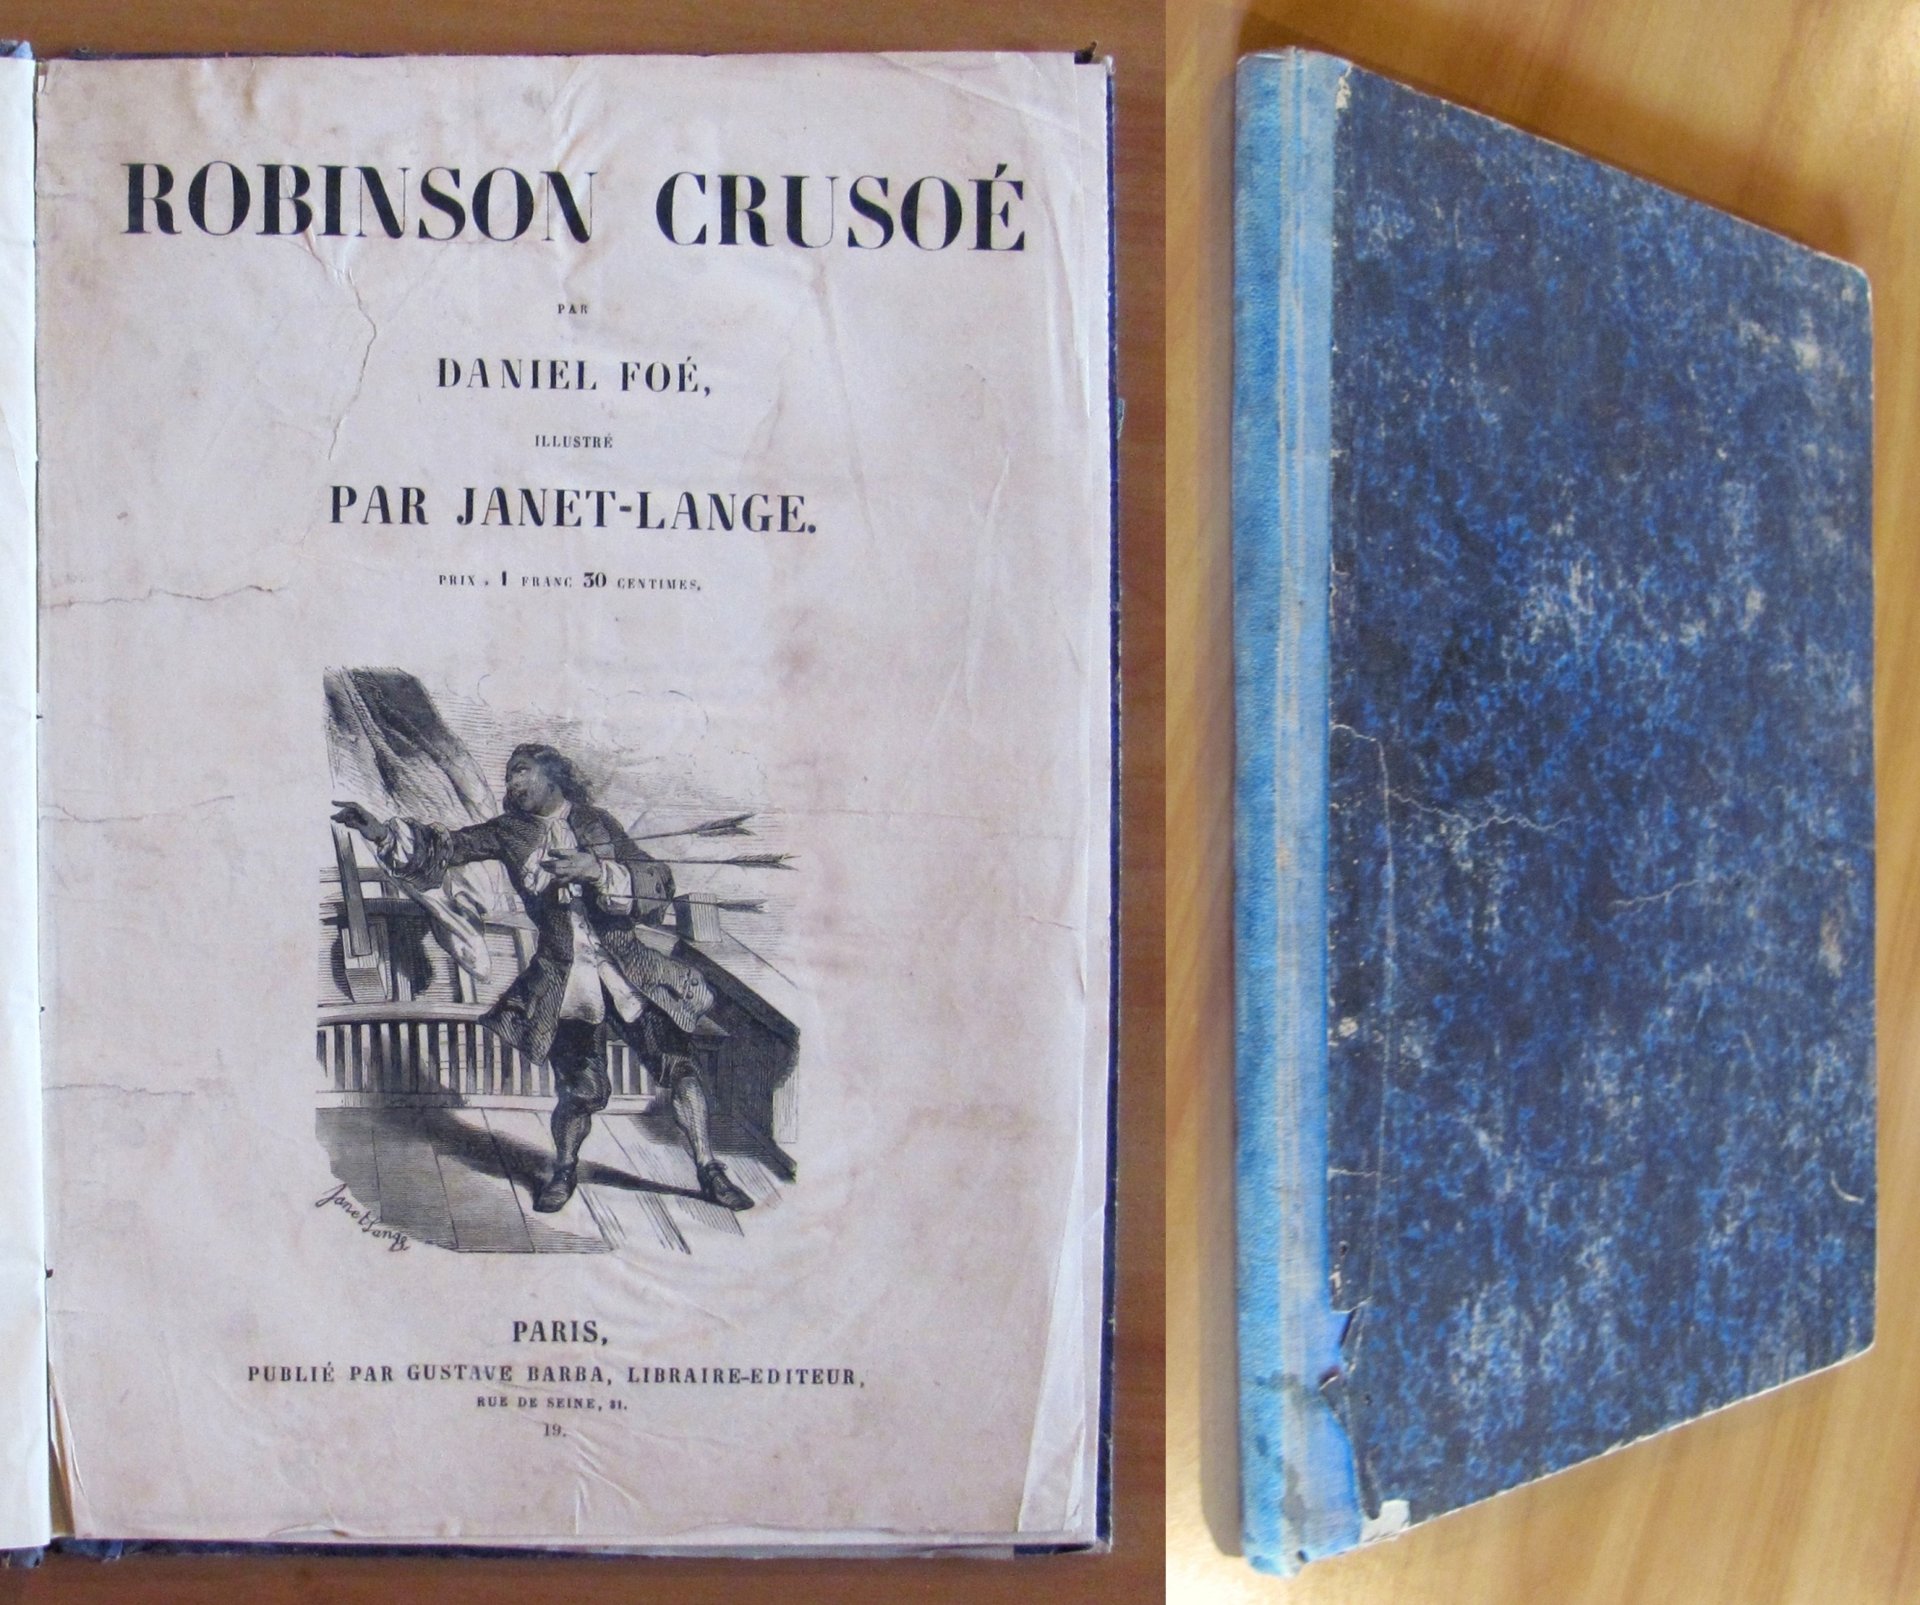 ROBINSON CRUSOÉ
PAR
DANIEL FOÉ,
ILLUSTRÉ
PAR JANET-LANGE.
PRIX : 1 FRANC 30 CENTIMES.
Janet Lange
PARIS,
PUBLIÉ PAR GUSTAVE BARBA, LIBRAIRE-EDITEUR,
RUE DE SEINE, 31.
19.